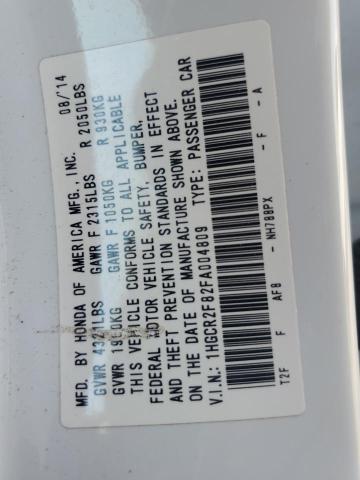 MFD. BY HONDA OF AMERICA MFG., INC. 08/'14
GVWR 4321LBS GAWR F 2315LBS R 2050LBS
GVWR KG GAWR F 1050KG R 930KG
THIS VEHICLE CONFORMS TO ALL APPLICABLE
FEDERAL MOTOR VEHICLE SAFETY, BUMPER,
AND THEFT PREVENTION STANDARDS IN EFFECT
ON THE DATE OF MANUFACTURE SHOWN ABOVE.
V.I.N.: 1HGCR2F82FA004809 TYPE: PASSENGER CAR
T2F F AF8 - NH788PX - F - A